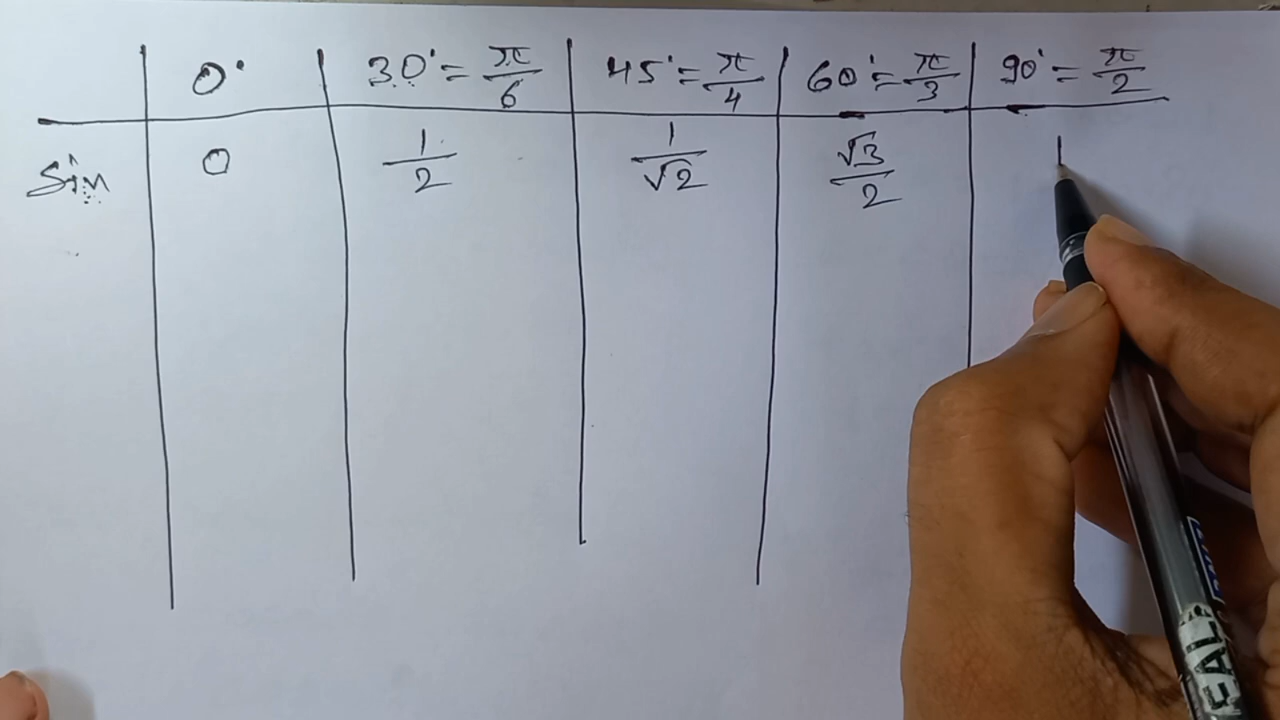 0° 30° = π/6 45° = π/4 60° = π/3 90° = π/2
Sin 0 1/2 1/√2 √3/2 1